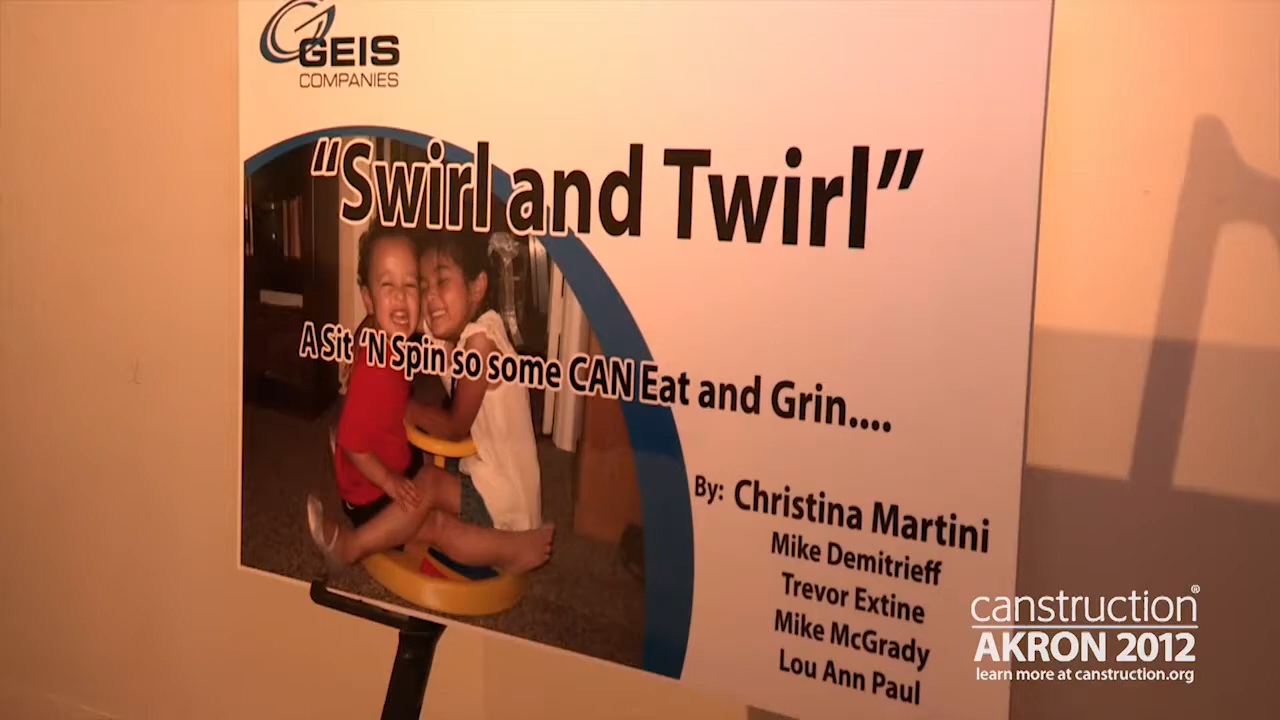 GEIS
COMPANIES
“Swirl and Twirl”
A Sit ‘N Spin so some CAN Eat and Grin....
By: Christina Martini
Mike Demitrieff
Trevor Extine
Mike McGrady
Lou Ann Paul
canstruction®
AKRON 2012
learn more at canstruction.org